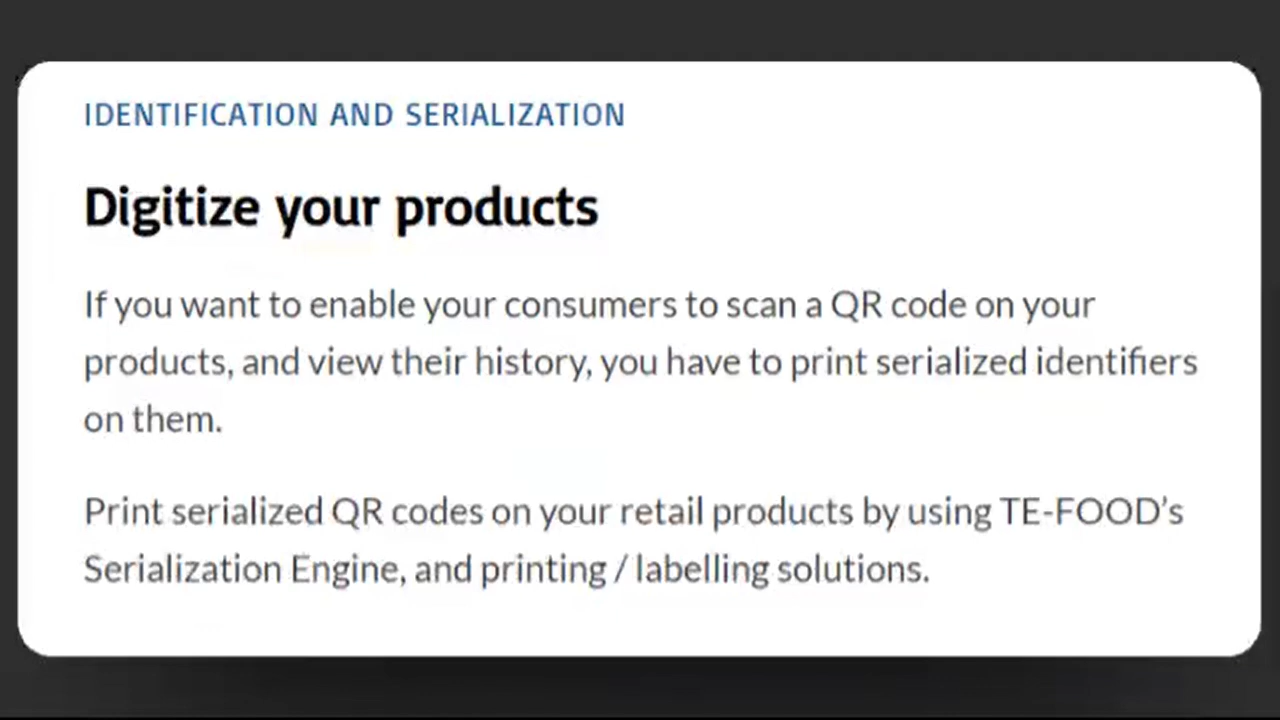 IDENTIFICATION AND SERIALIZATION
Digitize your products
If you want to enable your consumers to scan a QR code on your
products, and view their history, you have to print serialized identifiers
on them.
Print serialized QR codes on your retail products by using TE-FOOD’s
Serialization Engine, and printing / labelling solutions.